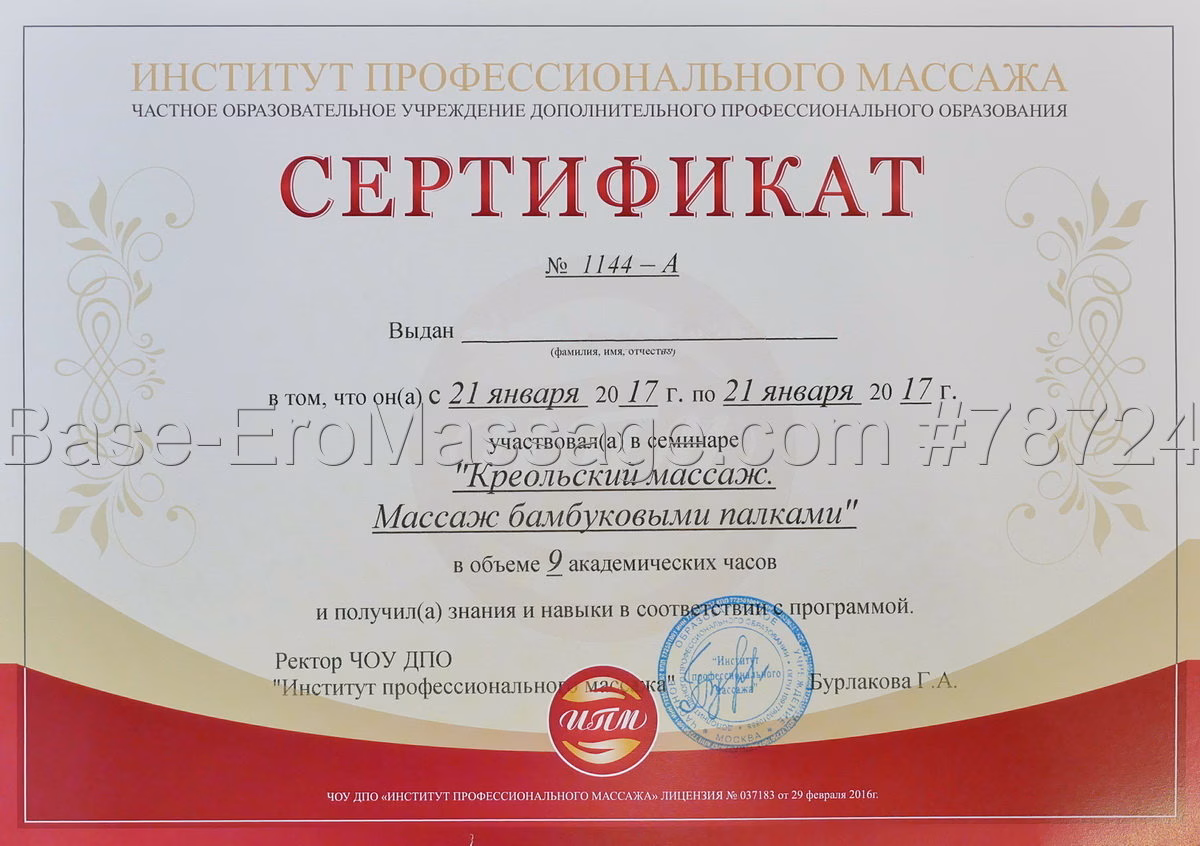 ИНСТИТУТ ПРОФЕССИОНАЛЬНОГО МАССАЖА
ЧАСТНОЕ ОБРАЗОВАТЕЛЬНОЕ УЧРЕЖДЕНИЕ ДОПОЛНИТЕЛЬНОГО ПРОФЕССИОНАЛЬНОГО ОБРАЗОВАНИЯ
СЕРТИФИКАТ
№ 1144 – А
Выдан
(фамилия, имя, отчество)
в том, что он(а) с 21 января 20 17 г. по 21 января 20 17 г.
Base-EroMassage.com #78724
участвовал(а) в семинаре
"Креольский массаж.
Массаж бамбуковыми палками"
в объеме 9 академических часов
и получил(а) знания и навыки в соответствии с программой.
Ректор ЧОУ ДПО
"Институт профессионального массажа"
Бурлакова Г.А.
"Институт
профессионального
массажа"
МОСКВА
ИПМ
ЧОУ ДПО «ИНСТИТУТ ПРОФЕССИОНАЛЬНОГО МАССАЖА» ЛИЦЕНЗИЯ № 037183 от 29 февраля 2016г.